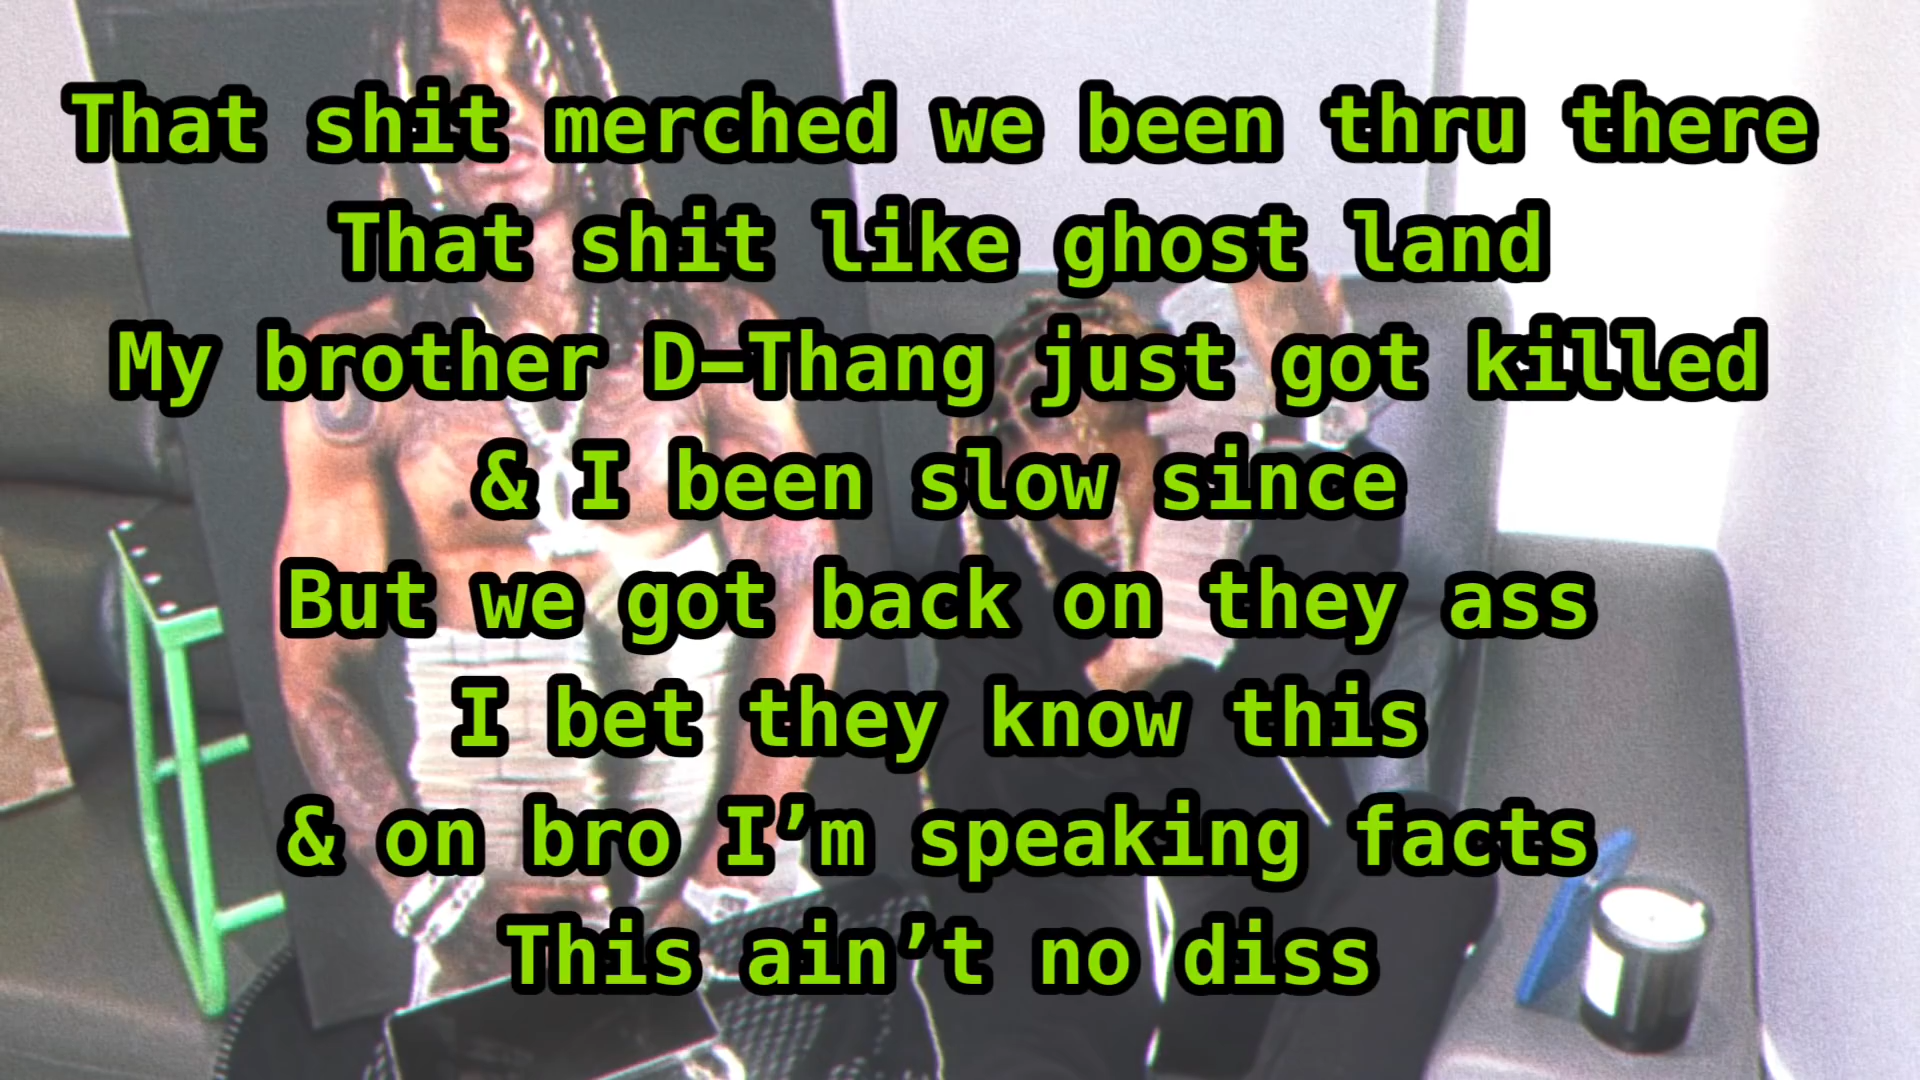 That shit merched we been thru there
That shit like ghost land
My brother D–Thang just got killed
& I been slow since
But we got back on they ass
I bet they know this
& on bro I’m speaking facts
This ain’t no diss